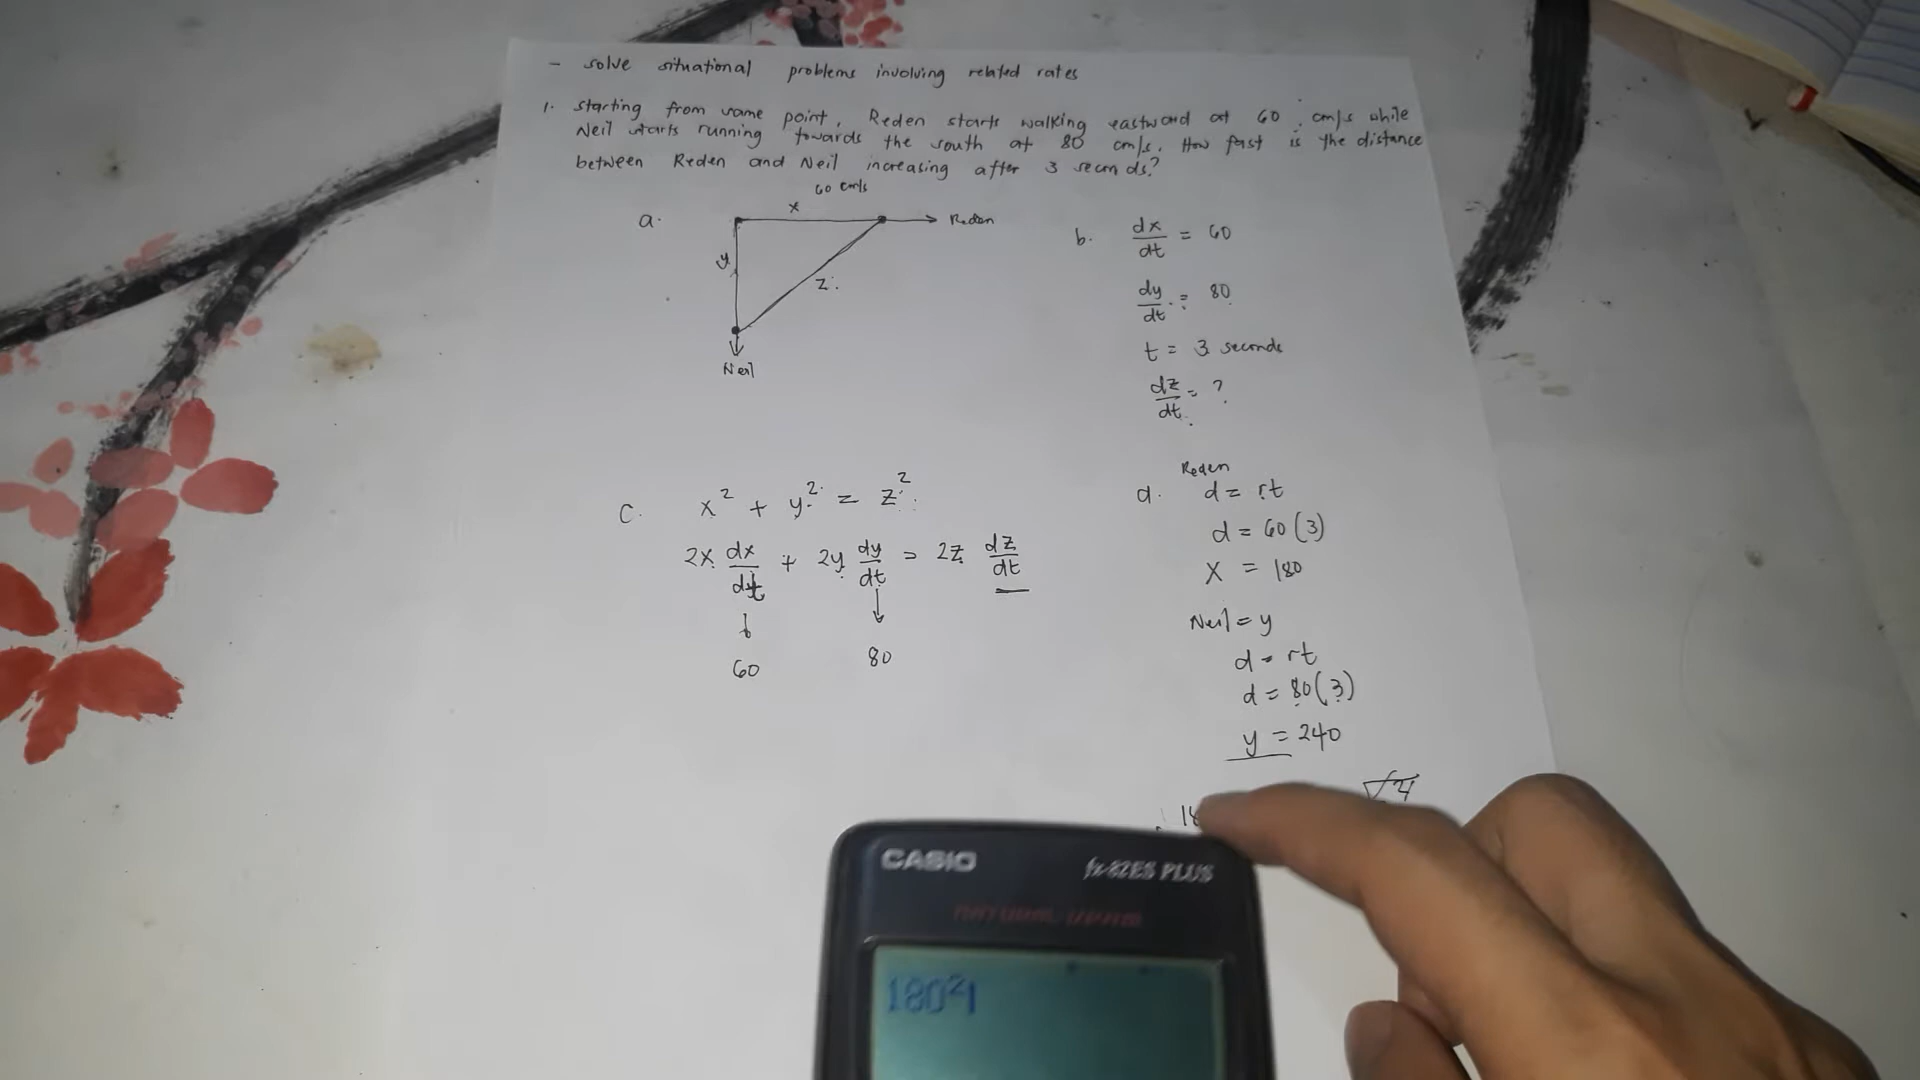 - solve situational problems involving related rates
1. Starting from same point, Reden starts walking eastward at 60 cm/s while
Neil starts running towards the south at 80 cm/s. How fast is the distance
between Reden and Neil increasing after 3 seconds?
60 cm/s
a.
x
Reden
y
z
Neil
b. dx/dt = 60
dy/dt = 80
t = 3 seconds
dz/dt = ?
c. x² + y² = z²
2x dx/dt + 2y dy/dt = 2z dz/dt
60
80
Reden
d. d = rt
d = 60(3)
x = 180
Neil = y
d = rt
d = 80(3)
y = 240
CASIO
fx-82ES PLUS
180²